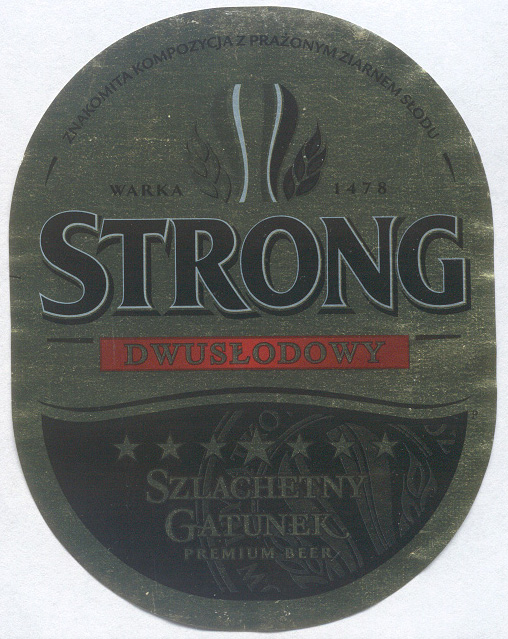 ZNAKOMITA KOMPOZYCJA Z PRAŻONYM ZIARNEM SŁODU
WARKA 1478
STRONG
DWUSŁODOWY
SZLACHETNY
GATUNEK
PREMIUM BEER